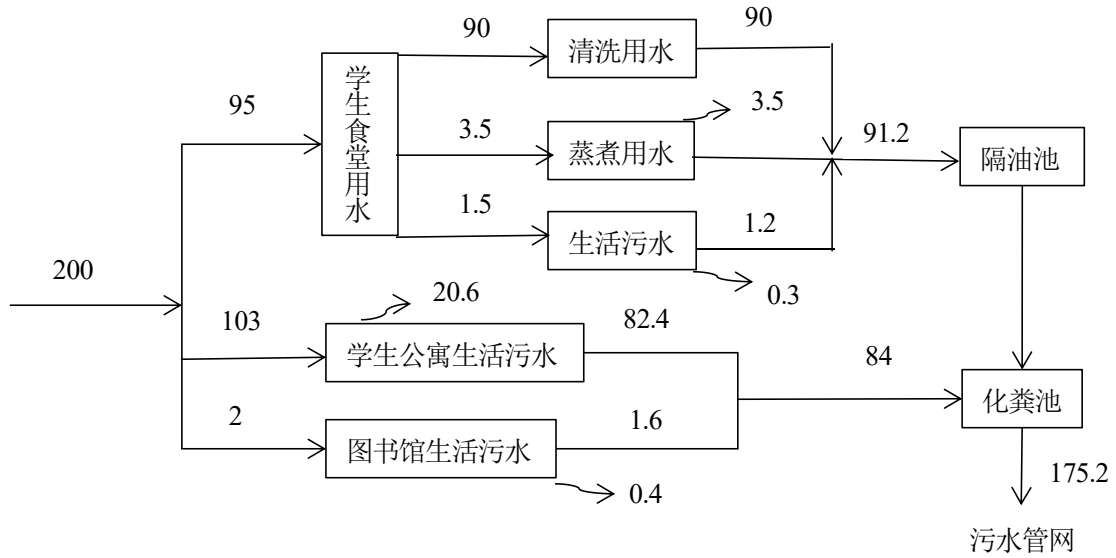 90
清洗用水
90
95
学生食堂用水
3.5
蒸煮用水
3.5
91.2
隔油池
1.5
生活污水
1.2
0.3
200
103
20.6
学生公寓生活污水
82.4
84
化粪池
2
图书馆生活污水
1.6
0.4
175.2
污水管网